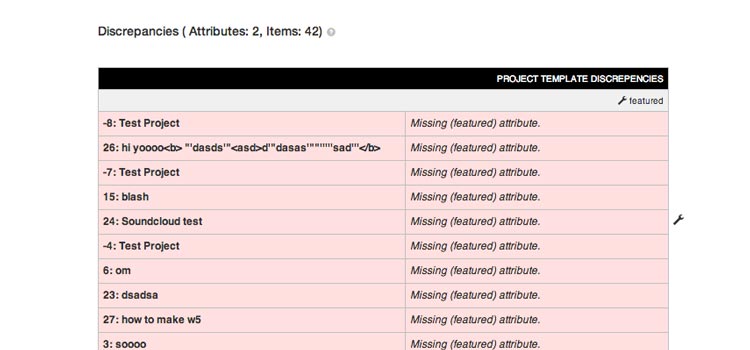 Discrepancies ( Attributes: 2, Items: 42) ?
PROJECT TEMPLATE DISCREPENCIES
featured
-8: Test Project Missing (featured) attribute.
26: hi yoooo<b> "'dasds'"<asd>d'"dasas'"""""'sad'"'</b> Missing (featured) attribute.
-7: Test Project Missing (featured) attribute.
15: blash Missing (featured) attribute.
24: Soundcloud test Missing (featured) attribute.
-4: Test Project Missing (featured) attribute.
6: om Missing (featured) attribute.
23: dsadsa Missing (featured) attribute.
27: how to make w5 Missing (featured) attribute.
3: soooo Missing (featured) attribute.